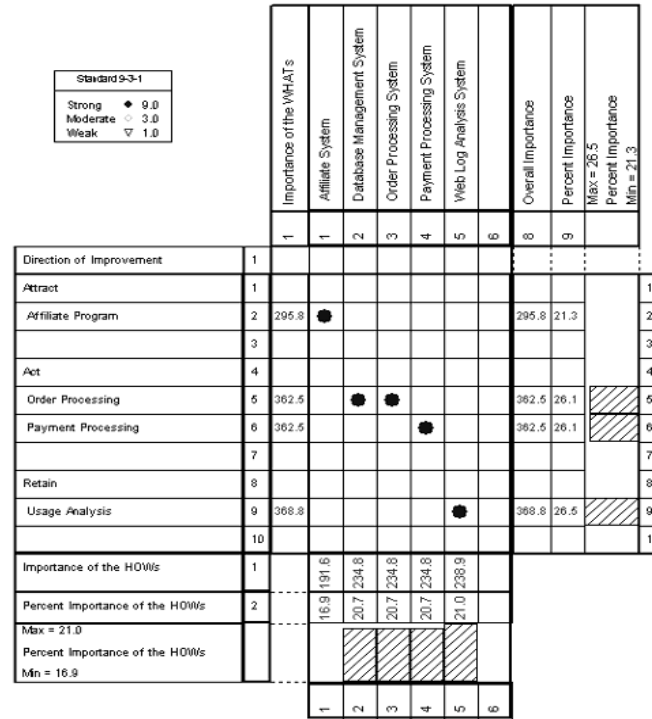 Standard 9-3-1
Strong 9.0
Moderate 3.0
Weak 1.0
Importance of the WHATs
Affiliate System
Database Management System
Order Processing System
Payment Processing System
Web Log Analysis System
Overall Importance
Percent Importance
Max = 26.5
Percent Importance
Min = 21.3
1 1 2 3 4 5 6 8 9
Direction of Improvement 1
Attract 1 1
Affiliate Program 2 295.8 295.8 21.3 2
3 3
Act 4 4
Order Processing 5 362.5 362.5 26.1 5
Payment Processing 6 362.5 362.5 26.1 6
7 7
Retain 8 8
Usage Analysis 9 368.8 368.8 26.5 9
10 1
Importance of the HOWs 1 191.6 234.8 234.8 234.8 238.9
Percent Importance of the HOWs 2 16.9 20.7 20.7 20.7 21.0
Max = 21.0
Percent Importance of the HOWs
Min = 16.9
1 2 3 4 5 6